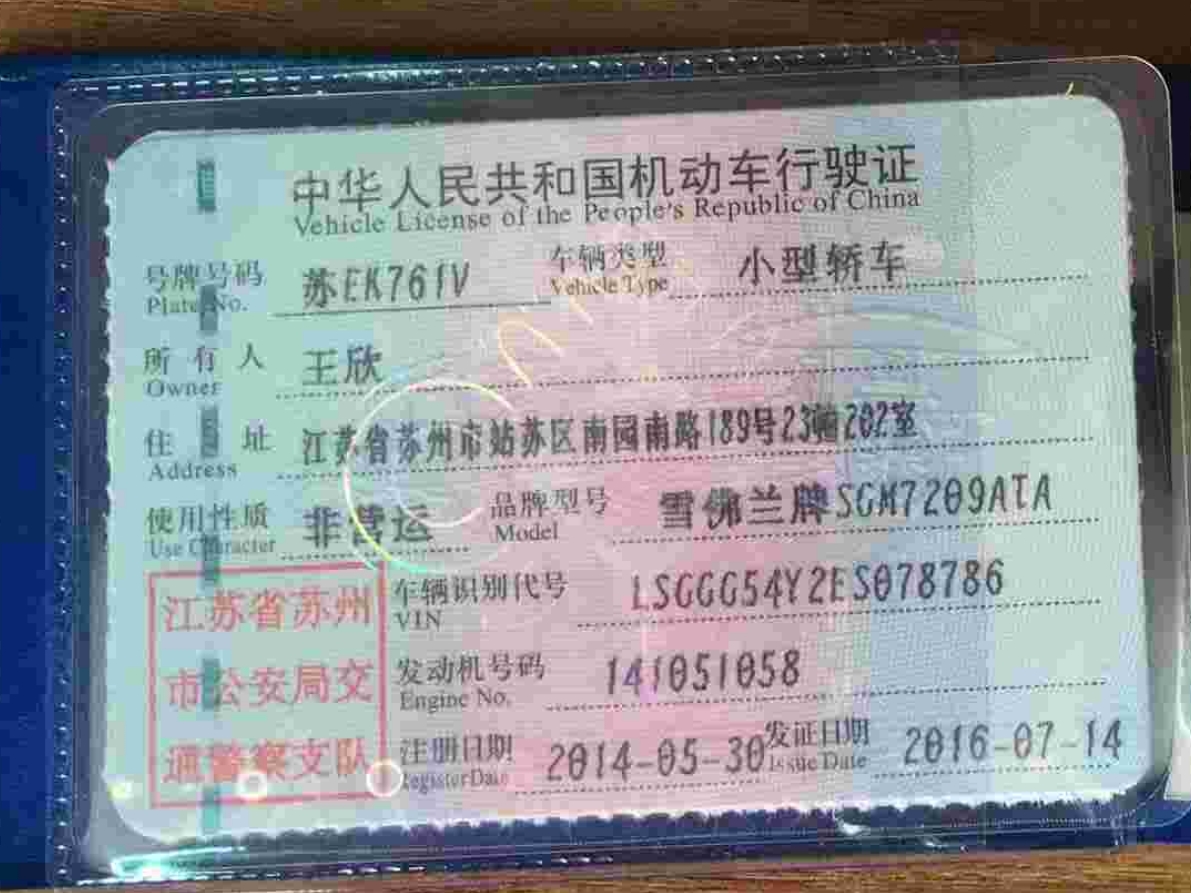 中华人民共和国机动车行驶证
Vehicle License of the People's Republic of China
号牌号码 苏EK761V 车辆类型 小型轿车
Plate No. Vehicle Type
所有人 王欣
Owner
住址 江苏省苏州市姑苏区南园南路189号23幢202室
Address
使用性质 非营运 品牌型号 雪佛兰牌SGM7209ATA
Use Character Model
江苏省苏州 车辆识别代号 LSGGG54Y2ES078786
VIN
市公安局交 发动机号码 141051058
Engine No.
通警察支队 注册日期 2014-05-30 发证日期 2016-07-14
Register Date Issue Date